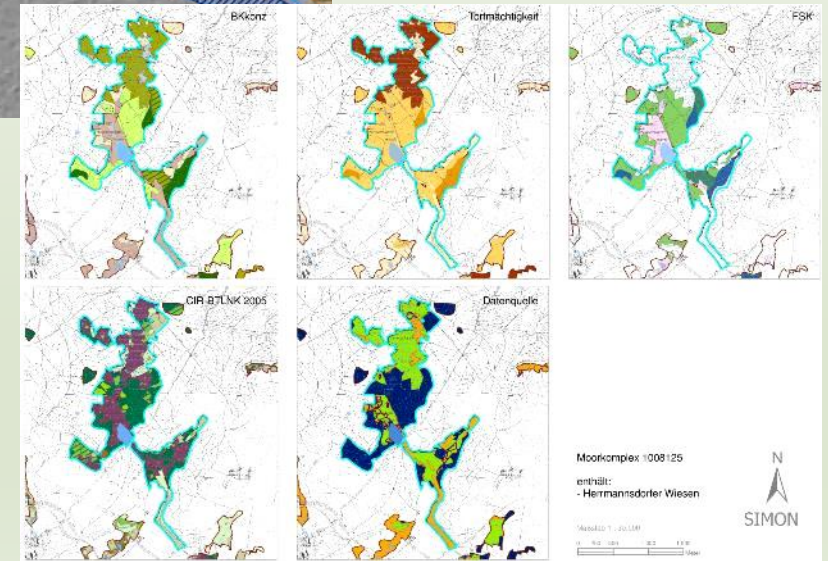 BKkonz
Torfmächtigkeit
FSK
CIR-BTLNK 2005
Datenquelle
Moorkomplex 1008125
enthält:
- Herrmannsdorfer Wiesen
N
SIMON